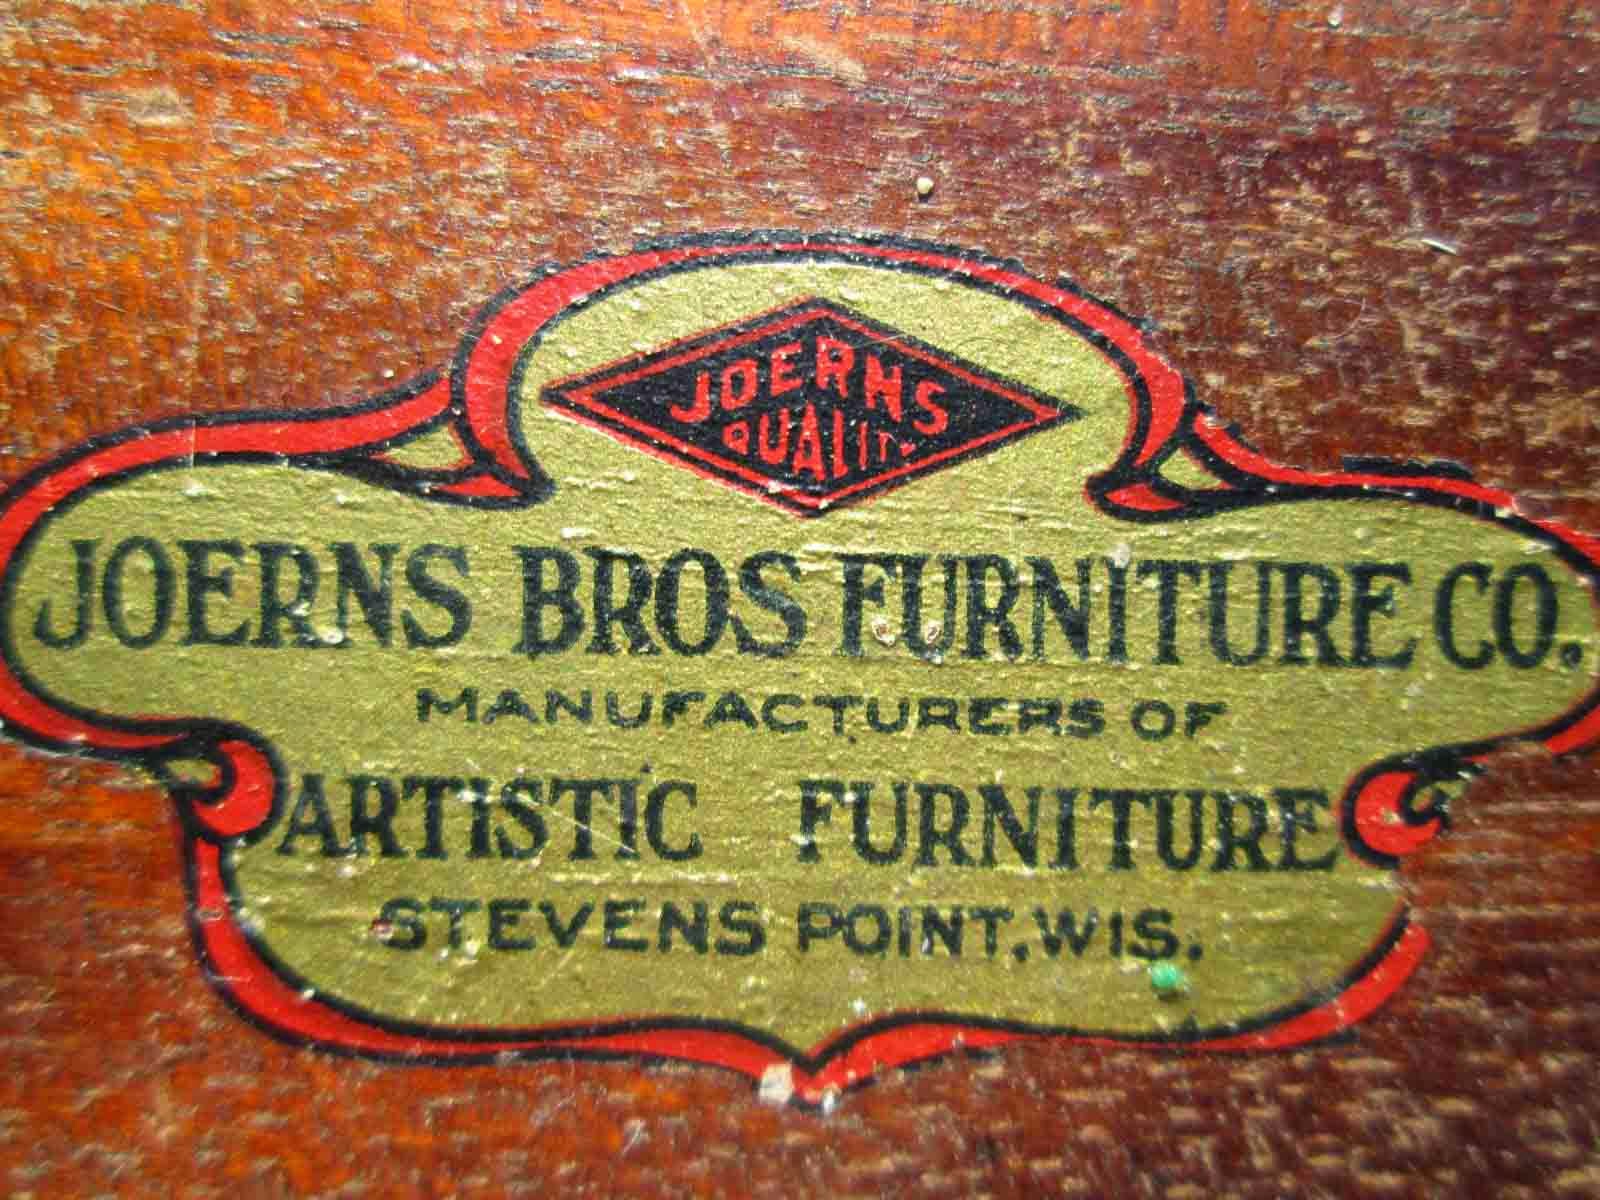 JOERNS
QUALITY
JOERNS BROS FURNITURE CO.
MANUFACTURERS OF
ARTISTIC FURNITURE
STEVENS POINT, WIS.